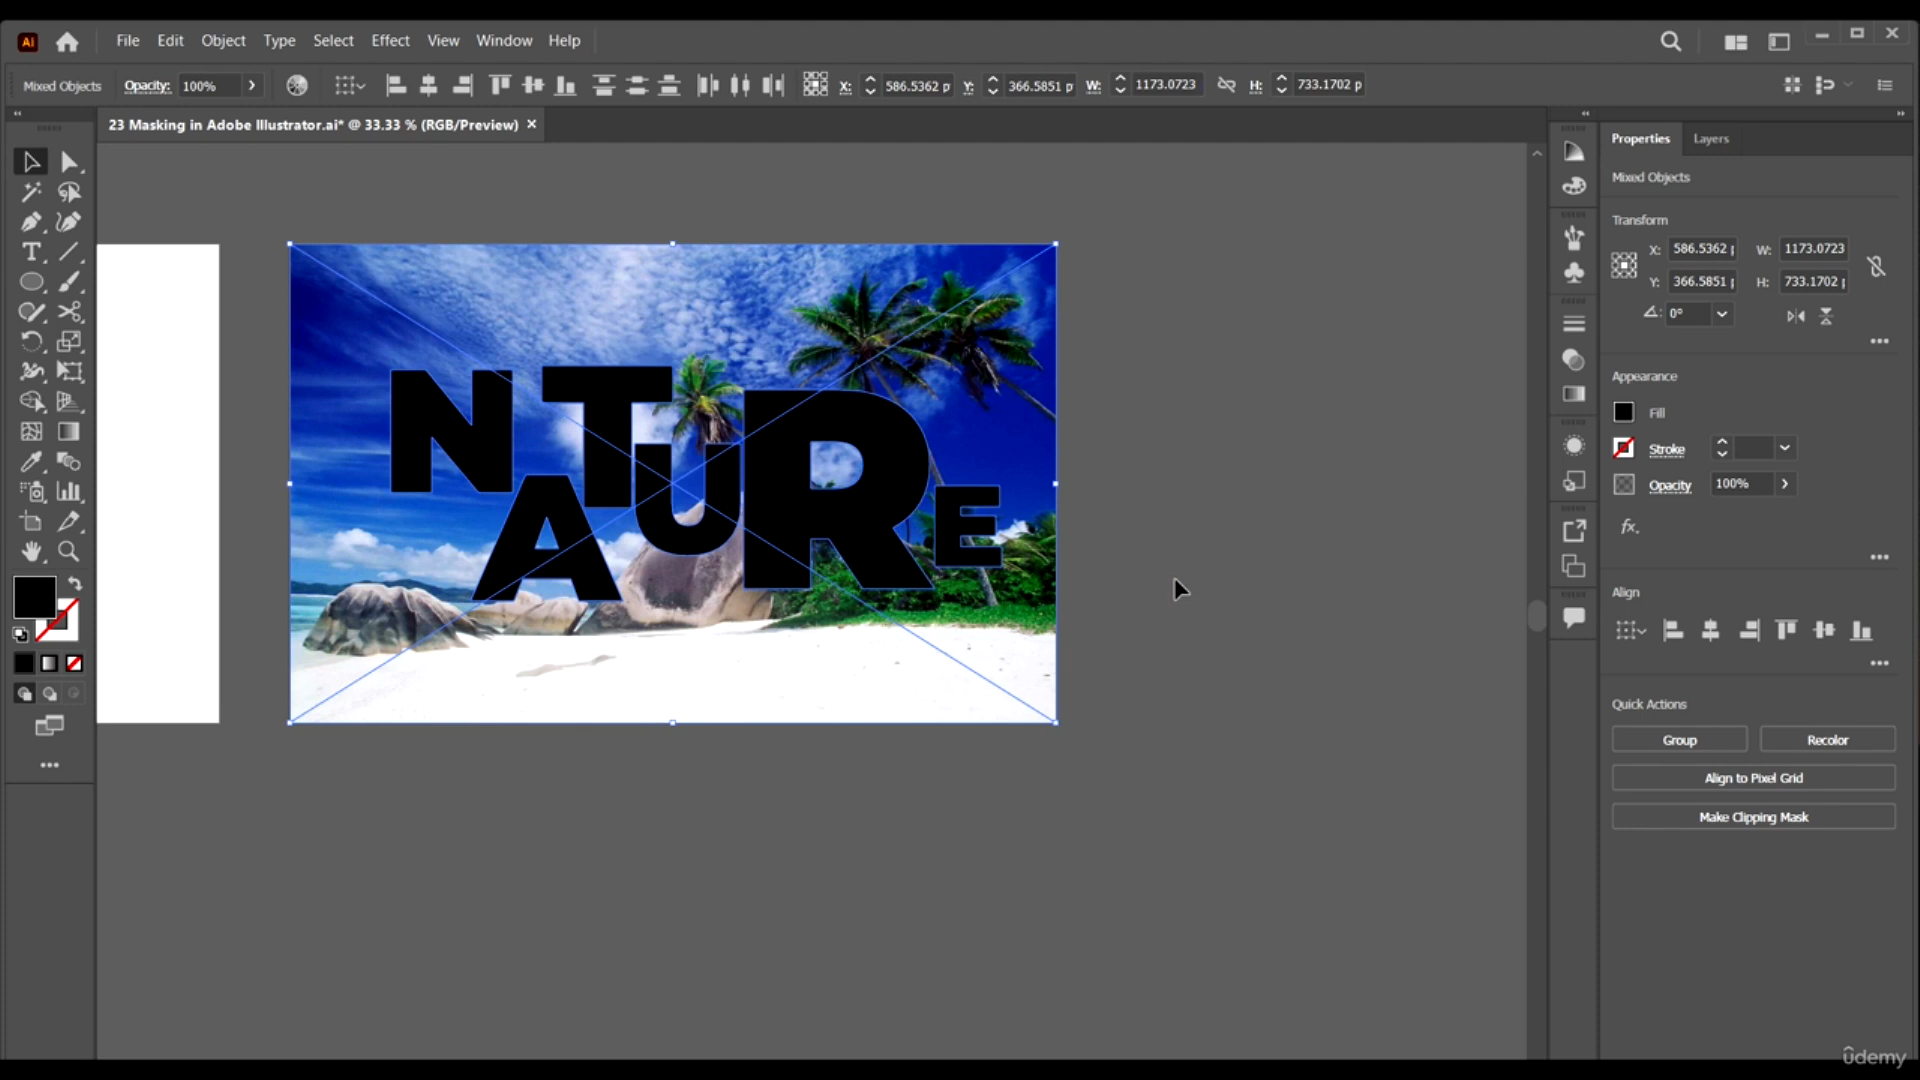 Ai File Edit Object Type Select Effect View Window Help
Mixed Objects Opacity: 100% X: 586.5362 p Y: 366.5851 p W: 1173.0723 H: 733.1702 p
23 Masking in Adobe Illustrator.ai* @ 33.33 % (RGB/Preview) ×
Properties Layers
Mixed Objects
Transform
X: 586.5362 W: 1173.0723
Y: 366.5851 H: 733.1702
0°
Appearance
Fill
Stroke
Opacity 100%
fx.
Align
Quick Actions
Group Recolor
Align to Pixel Grid
Make Clipping Mask
NATURE
udemy